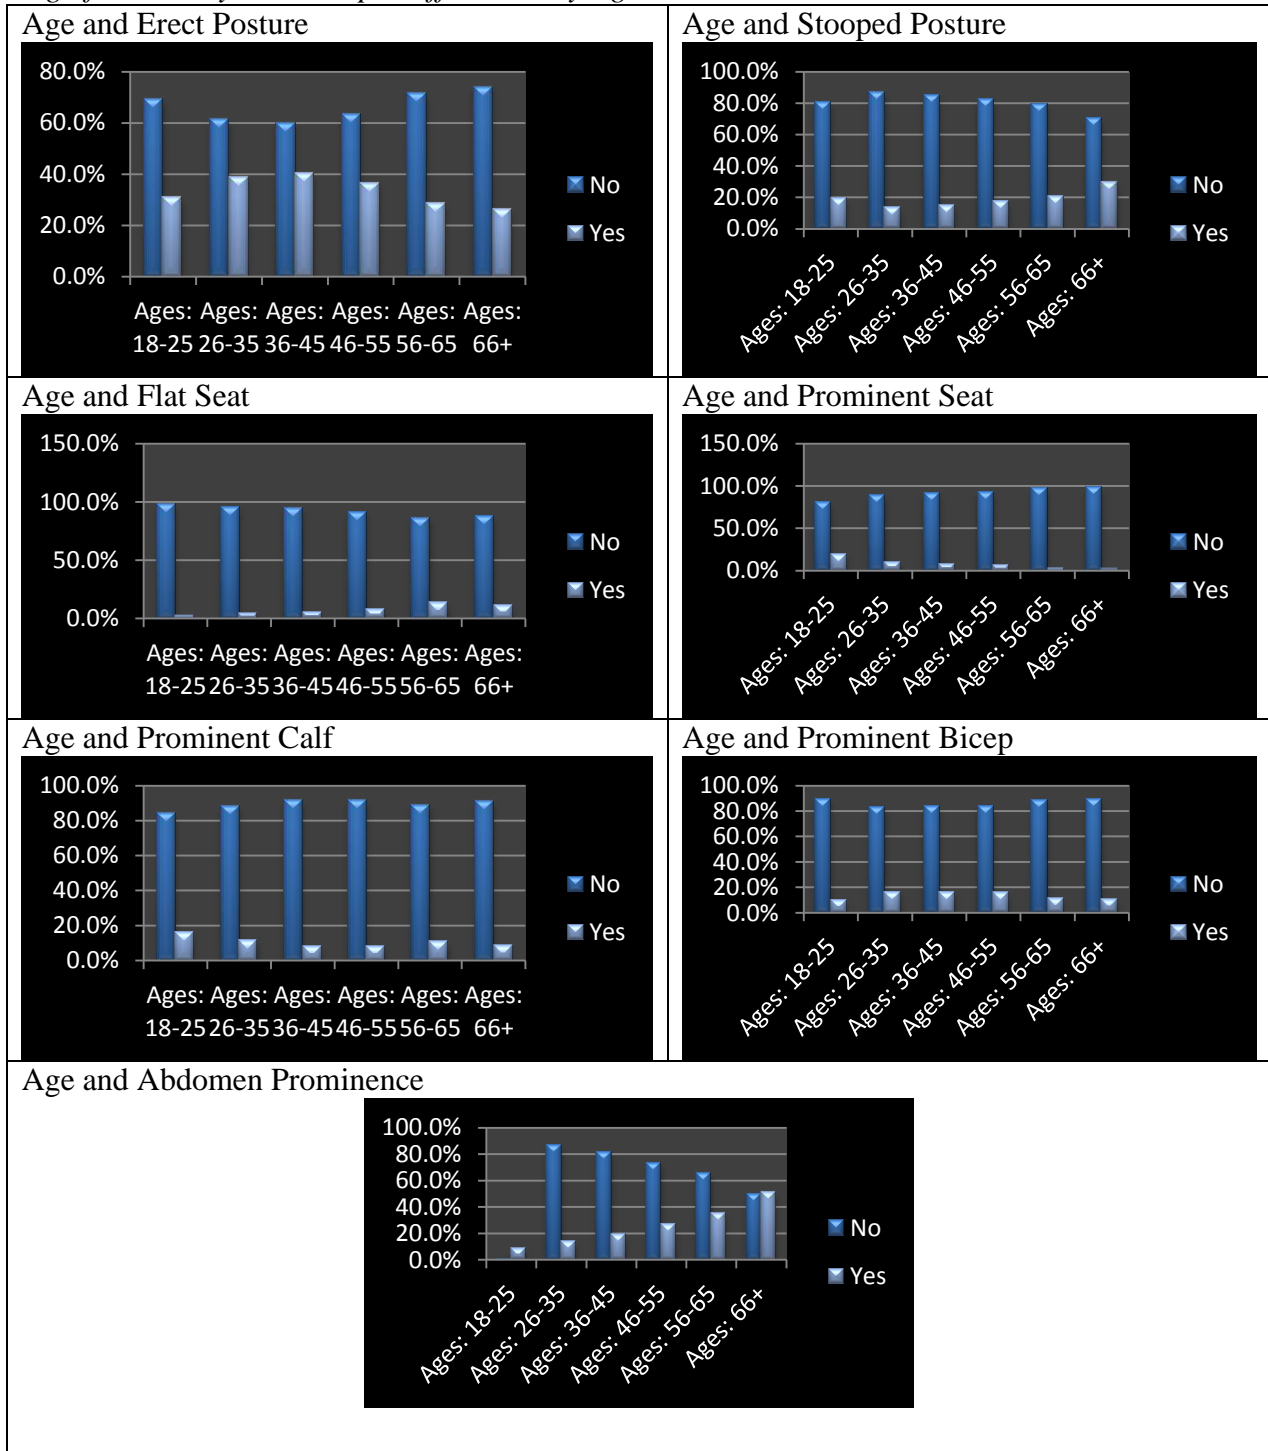 Age and Erect Posture
80.0%
60.0%
40.0%
20.0%
0.0%
No
Yes
Ages: Ages: Ages: Ages: Ages: Ages:
18-25 26-35 36-45 46-55 56-65 66+
Age and Stooped Posture
100.0%
80.0%
60.0%
40.0%
20.0%
0.0%
No
Yes
Ages: 18-25
Ages: 26-35
Ages: 36-45
Ages: 46-55
Ages: 56-65
Ages: 66+
Age and Flat Seat
150.0%
100.0%
50.0%
0.0%
No
Yes
Ages: Ages: Ages: Ages: Ages: Ages:
18-25 26-35 36-45 46-55 56-65 66+
Age and Prominent Seat
150.0%
100.0%
50.0%
0.0%
No
Yes
Ages: 18-25
Ages: 26-35
Ages: 36-45
Ages: 46-55
Ages: 56-65
Ages: 66+
Age and Prominent Calf
100.0%
80.0%
60.0%
40.0%
20.0%
0.0%
No
Yes
Ages: Ages: Ages: Ages: Ages: Ages:
18-25 26-35 36-45 46-55 56-65 66+
Age and Prominent Bicep
100.0%
80.0%
60.0%
40.0%
20.0%
0.0%
No
Yes
Ages: 18-25
Ages: 26-35
Ages: 36-45
Ages: 46-55
Ages: 56-65
Ages: 66+
Age and Abdomen Prominence
100.0%
80.0%
60.0%
40.0%
20.0%
0.0%
No
Yes
Ages: 18-25
Ages: 26-35
Ages: 36-45
Ages: 46-55
Ages: 56-65
Ages: 66+